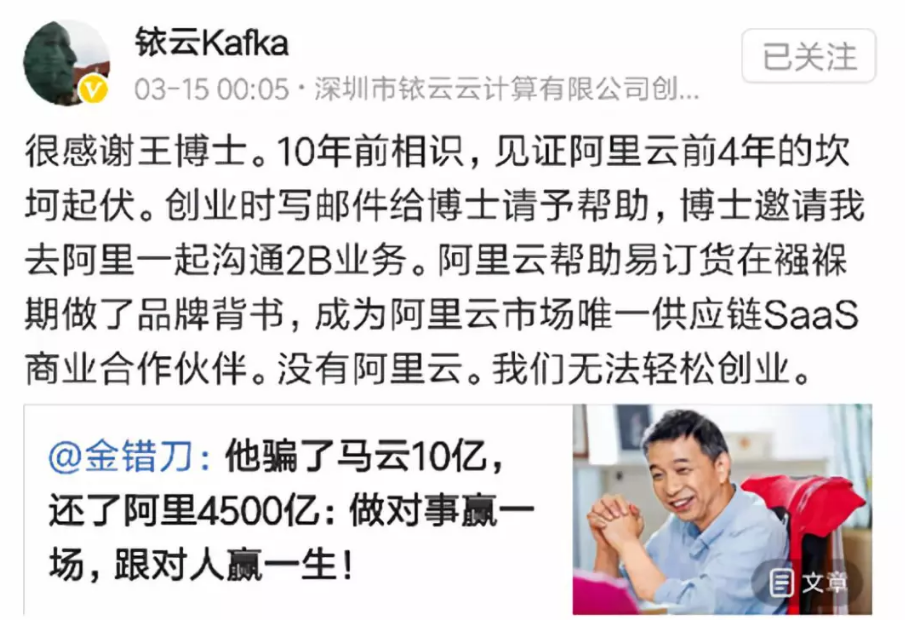 铱云Kafka
已关注
03-15 00:05·深圳市铱云云计算有限公司创...
很感谢王博士。10年前相识，见证阿里云前4年的坎
坷起伏。创业时写邮件给博士请予帮助，博士邀请我
去阿里一起沟通2B业务。阿里云帮助易订货在襁褓
期做了品牌背书，成为阿里云市场唯一供应链SaaS
商业合作伙伴。没有阿里云。我们无法轻松创业。
@金错刀：他骗了马云10亿，
还了阿里4500亿：做对事赢一
场，跟对人赢一生！
文章